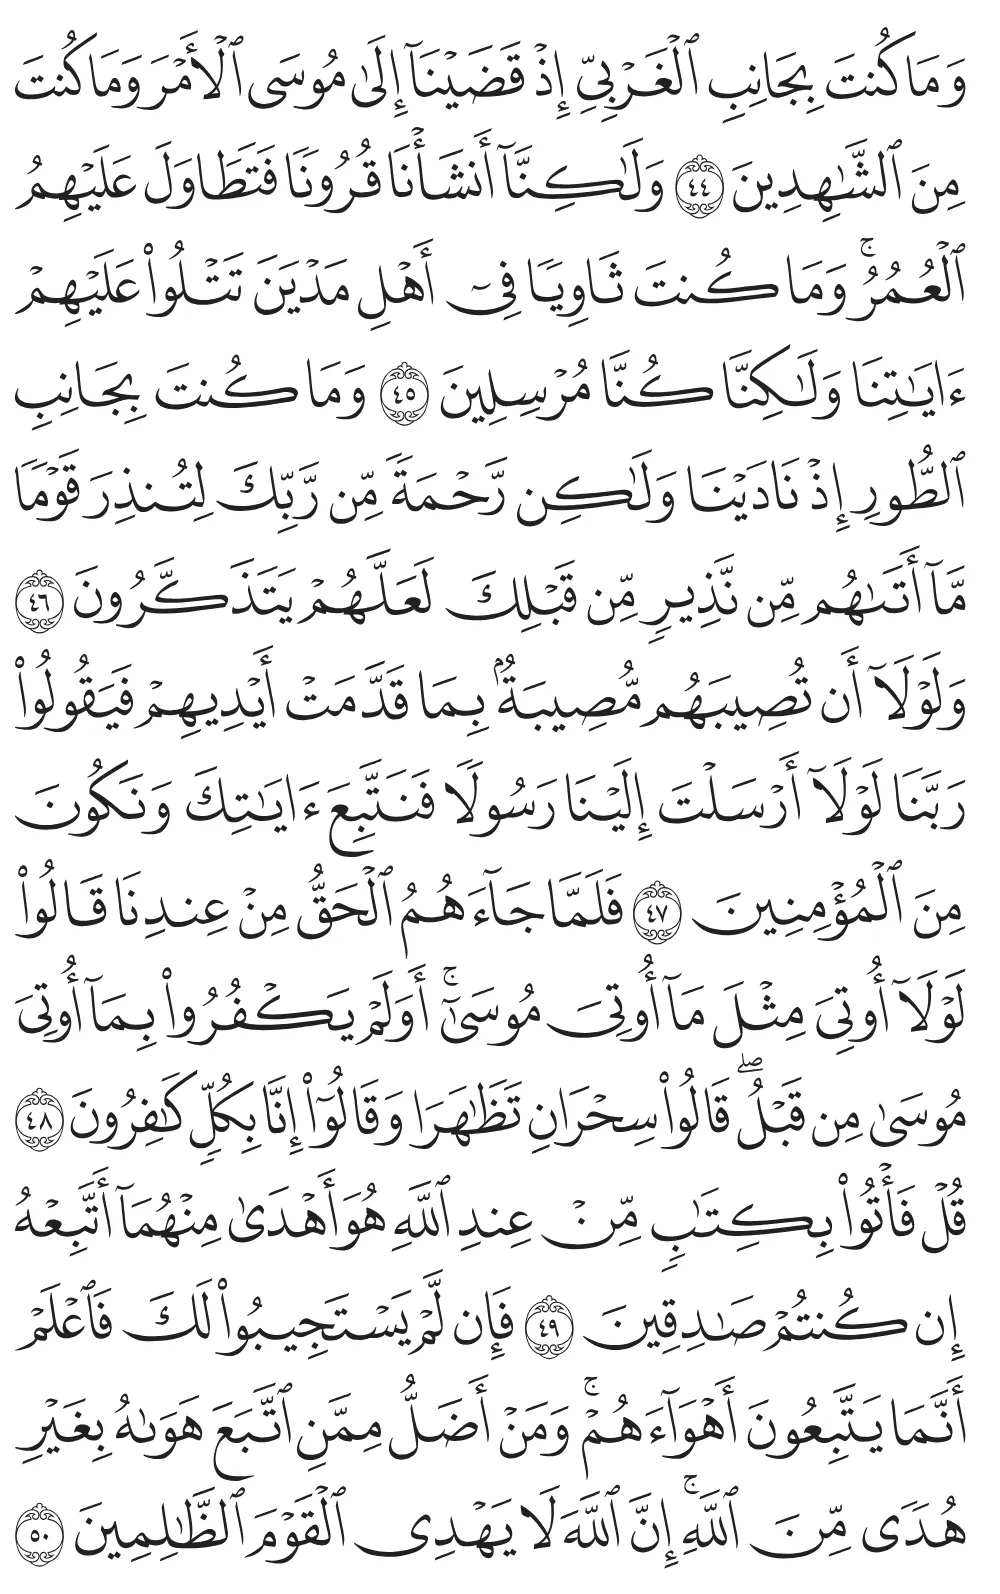 وَمَا كُنتَ بِجَانِبِ ٱلْغَرْبِيِّ إِذْ قَضَيْنَآ إِلَىٰ مُوسَى ٱلْأَمْرَ وَمَا كُنتَ
مِنَ ٱلشَّٰهِدِينَ ٤٤ وَلَٰكِنَّآ أَنشَأْنَا قُرُونًا فَتَطَاوَلَ عَلَيْهِمُ
ٱلْعُمُرُۚ وَمَا كُنتَ ثَاوِيًا فِىٓ أَهْلِ مَدْيَنَ تَتْلُوا۟ عَلَيْهِمْ
ءَايَٰتِنَا وَلَٰكِنَّا كُنَّا مُرْسِلِينَ ٤٥ وَمَا كُنتَ بِجَانِبِ
ٱلطُّورِ إِذْ نَادَيْنَا وَلَٰكِن رَّحْمَةً مِّن رَّبِّكَ لِتُنذِرَ قَوْمًا
مَّآ أَتَىٰهُم مِّن نَّذِيرٍ مِّن قَبْلِكَ لَعَلَّهُمْ يَتَذَكَّرُونَ ٤٦
وَلَوْلَآ أَن تُصِيبَهُم مُّصِيبَةٌۢ بِمَا قَدَّمَتْ أَيْدِيهِمْ فَيَقُولُوا۟
رَبَّنَا لَوْلَآ أَرْسَلْتَ إِلَيْنَا رَسُولًا فَنَتَّبِعَ ءَايَٰتِكَ وَنَكُونَ
مِنَ ٱلْمُؤْمِنِينَ ٤٧ فَلَمَّا جَآءَهُمُ ٱلْحَقُّ مِنْ عِندِنَا قَالُوا۟
لَوْلَآ أُوتِىَ مِثْلَ مَآ أُوتِىَ مُوسَىٰٓۚ أَوَلَمْ يَكْفُرُوا۟ بِمَآ أُوتِىَ
مُوسَىٰ مِن قَبْلُۖ قَالُوا۟ سِحْرَانِ تَظَٰهَرَا وَقَالُوٓا۟ إِنَّا بِكُلٍّ كَٰفِرُونَ ٤٨
قُلْ فَأْتُوا۟ بِكِتَٰبٍ مِّنْ عِندِ ٱللَّهِ هُوَ أَهْدَىٰ مِنْهُمَآ أَتَّبِعْهُ
إِن كُنتُمْ صَٰدِقِينَ ٤٩ فَإِن لَّمْ يَسْتَجِيبُوا۟ لَكَ فَٱعْلَمْ
أَنَّمَا يَتَّبِعُونَ أَهْوَآءَهُمْۚ وَمَنْ أَضَلُّ مِمَّنِ ٱتَّبَعَ هَوَىٰهُ بِغَيْرِ
هُدًى مِّنَ ٱللَّهِۚ إِنَّ ٱللَّهَ لَا يَهْدِى ٱلْقَوْمَ ٱلظَّٰلِمِينَ ٥٠